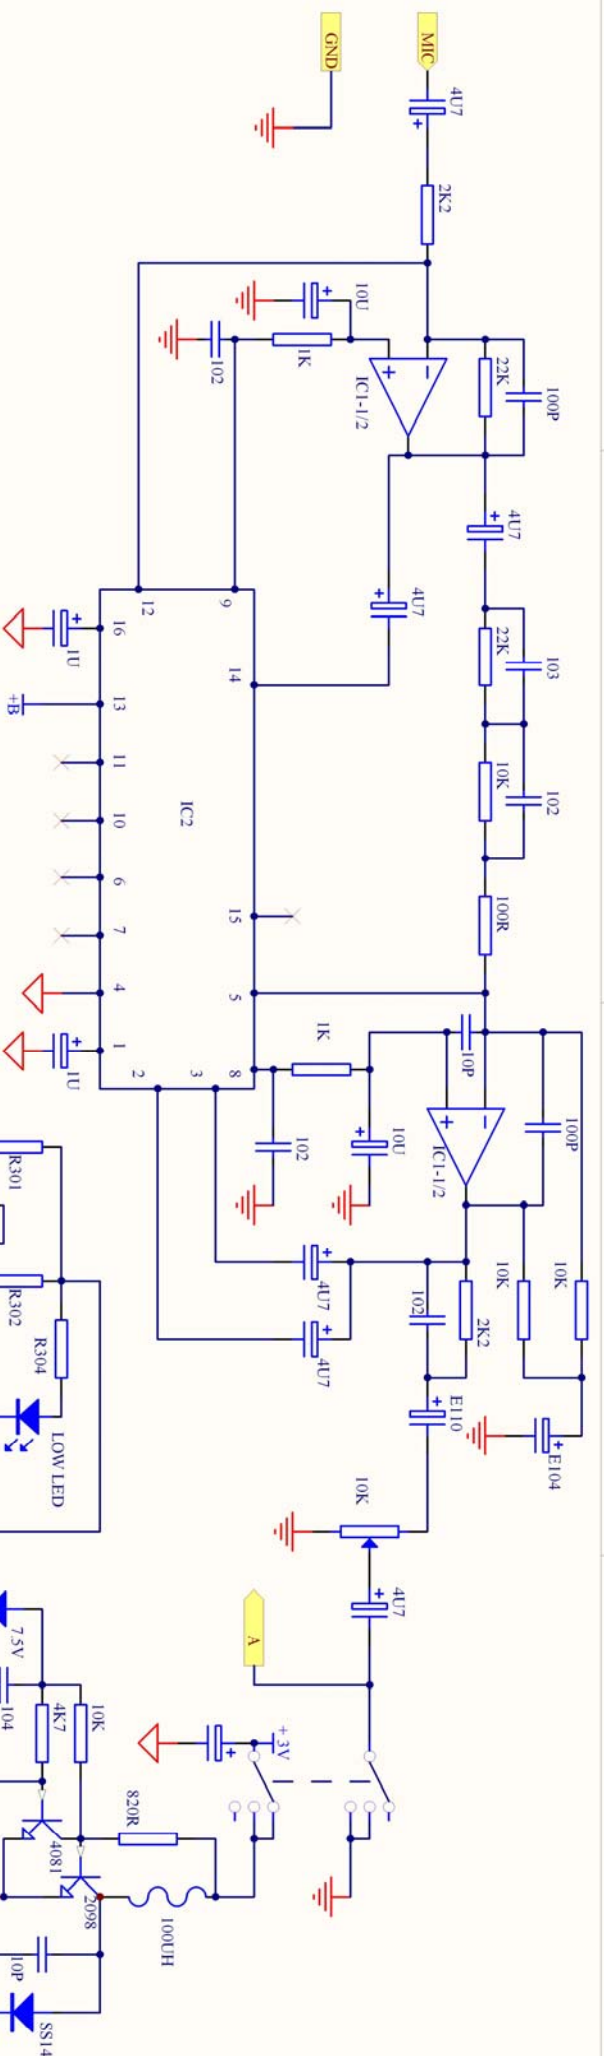 MIC
GND
4U7
2K2
10U
1K
102
IC1-1/2
+
−
22K
100P
4U7
4U7
22K
103
10K
102
100R
12
9
16
14
1U
13
+B
11
IC2
10
6
7
15
4
5
1
1U
8
3
2
1K
10P
102
10U
+
−
IC1-1/2
100P
4U7
4U7
102
2K2
10K
10K
E110
E104
R301
R302
R304
LOW LED
10K
4U7
A
+ 3V
7.5V
104
4K7
10K
820R
4081
2098
100UH
10P
SS14